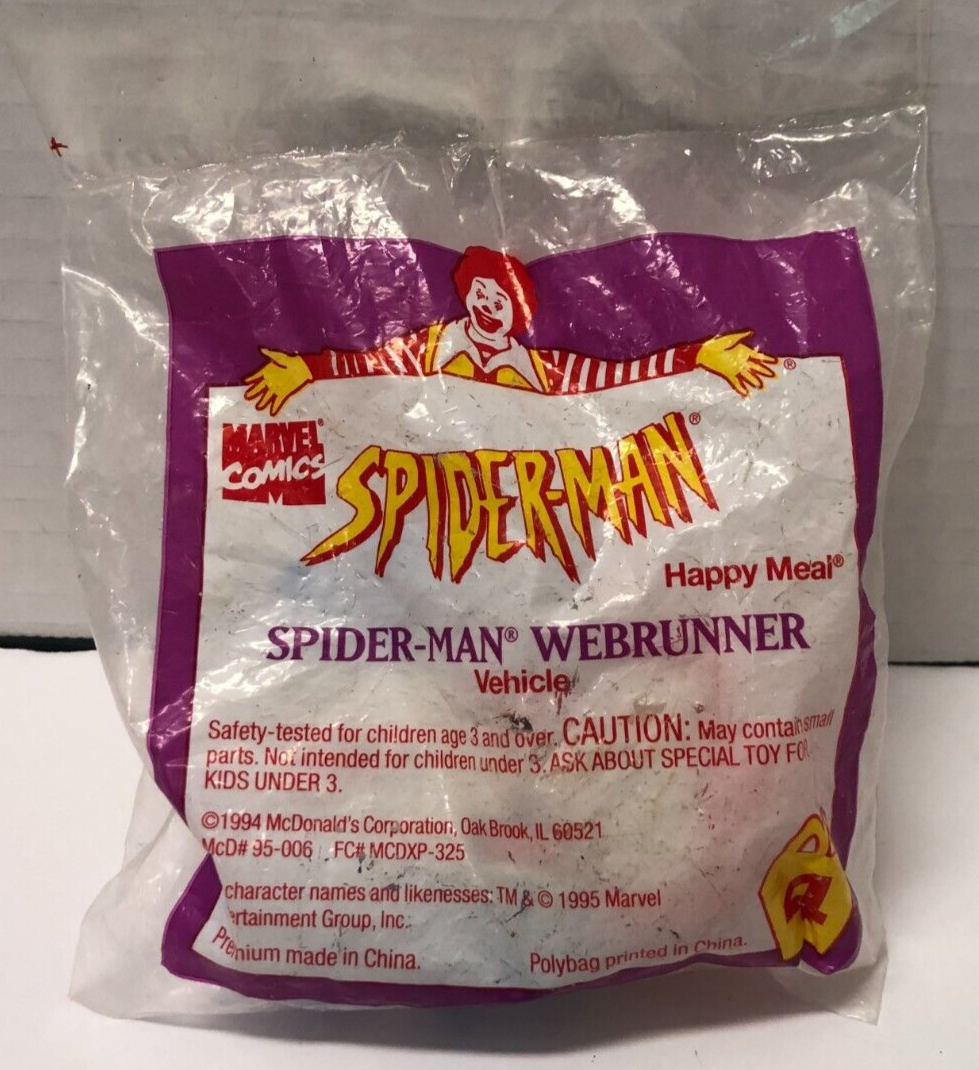 MARVEL®
COMICS
M
SPIDER-MAN®
®
Happy Meal®
SPIDER-MAN® WEBRUNNER
Vehicle
Safety-tested for children age 3 and over. CAUTION: May contain small
parts. Not intended for children under 3. ASK ABOUT SPECIAL TOY FOR
KIDS UNDER 3.
©1994 McDonald's Corporation, Oak Brook, IL 60521
McD# 95-006 FC# MCDXP-325
character names and likenesses: TM & © 1995 Marvel
ertainment Group, Inc.
Premium made in China.
Polybag printed in China.